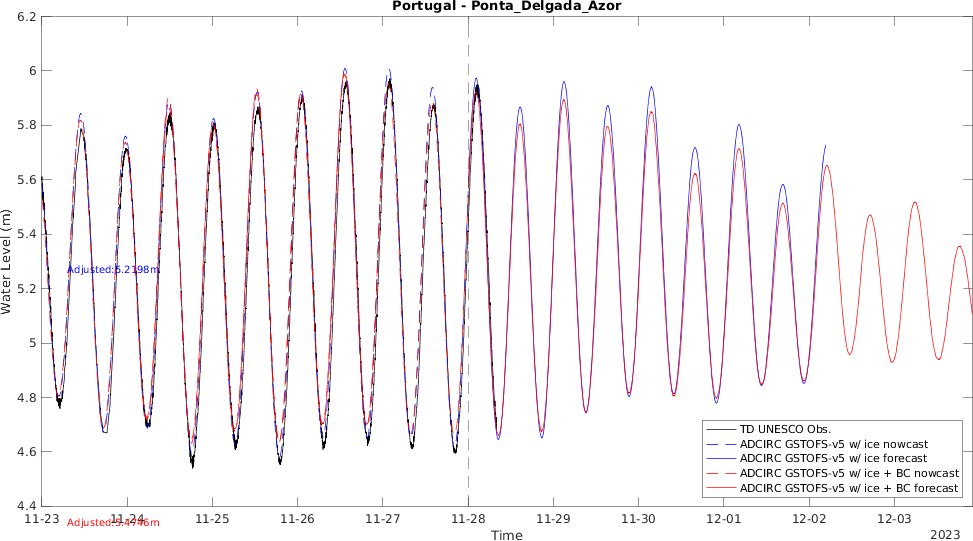 Portugal - Ponta_Delgada_Azor
6.2
6
5.8
5.6
5.4
5.2
5
4.8
4.6
4.4
Water Level (m)
Adjusted:5.2198m
TD UNESCO Obs.
ADCIRC GSTOFS-v5 w/ ice nowcast
ADCIRC GSTOFS-v5 w/ ice forecast
ADCIRC GSTOFS-v5 w/ ice + BC nowcast
ADCIRC GSTOFS-v5 w/ ice + BC forecast
11-23 11-24 11-25 11-26 11-27 11-28 11-29 11-30 12-01 12-02 12-03
Time
2023